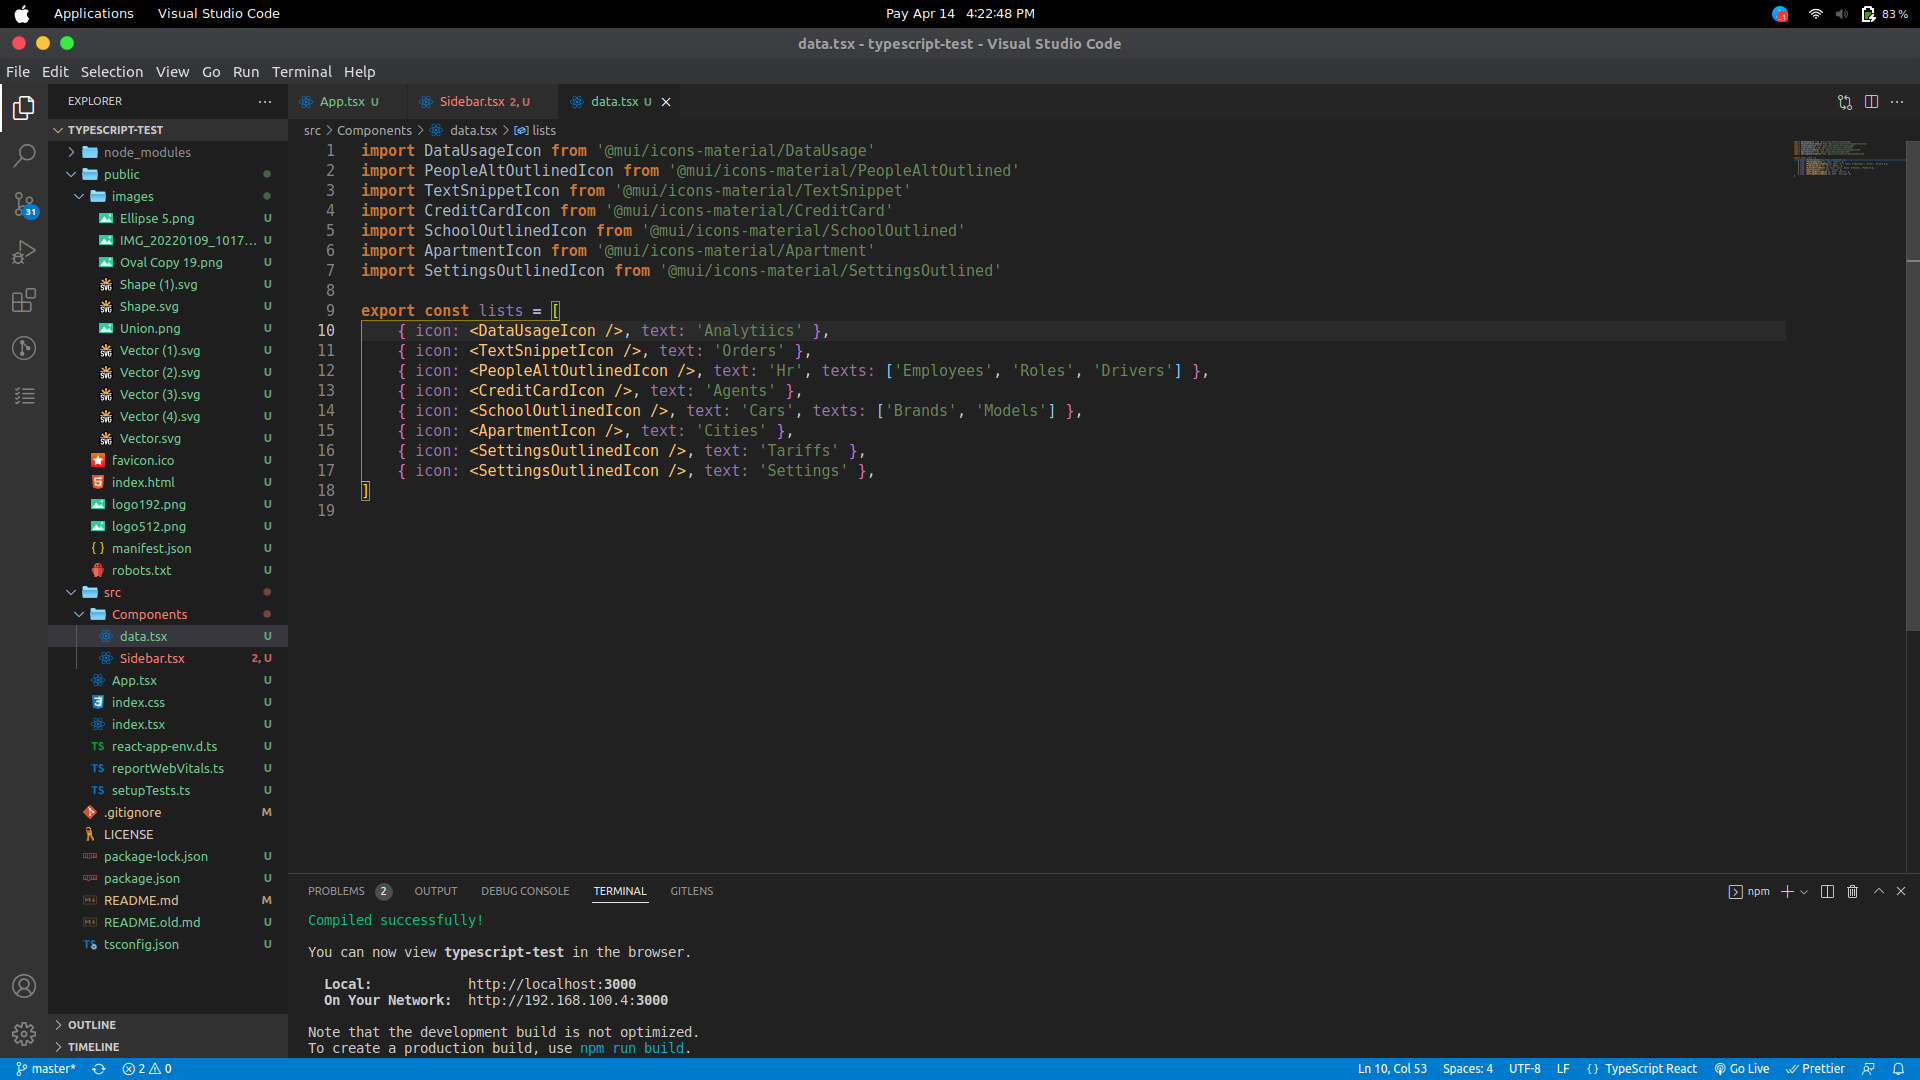 Applications Visual Studio Code Pay Apr 14 4:22:48 PM 83 %
data.tsx - typescript-test - Visual Studio Code
File Edit Selection View Go Run Terminal Help
EXPLORER
App.tsx U Sidebar.tsx 2, U data.tsx U
TYPESCRIPT-TEST
src Components data.tsx lists
node_modules
public
images
Ellipse 5.png U
IMG_20220109_1017... U
Oval Copy 19.png U
Shape (1).svg U
Shape.svg U
Union.png U
Vector (1).svg U
Vector (2).svg U
Vector (3).svg U
Vector (4).svg U
Vector.svg U
favicon.ico U
index.html U
logo192.png U
logo512.png U
manifest.json U
robots.txt U
src
Components
data.tsx U
Sidebar.tsx 2, U
App.tsx U
index.css U
index.tsx U
react-app-env.d.ts U
reportWebVitals.ts U
setupTests.ts U
.gitignore M
LICENSE
package-lock.json U
package.json U
README.md M
README.old.md U
tsconfig.json U
OUTLINE
TIMELINE
31
1 import DataUsageIcon from '@mui/icons-material/DataUsage'
2 import PeopleAltOutlinedIcon from '@mui/icons-material/PeopleAltOutlined'
3 import TextSnippetIcon from '@mui/icons-material/TextSnippet'
4 import CreditCardIcon from '@mui/icons-material/CreditCard'
5 import SchoolOutlinedIcon from '@mui/icons-material/SchoolOutlined'
6 import ApartmentIcon from '@mui/icons-material/Apartment'
7 import SettingsOutlinedIcon from '@mui/icons-material/SettingsOutlined'
8
9 export const lists = [
10 { icon: <DataUsageIcon />, text: 'Analytiics' },
11 { icon: <TextSnippetIcon />, text: 'Orders' },
12 { icon: <PeopleAltOutlinedIcon />, text: 'Hr', texts: ['Employees', 'Roles', 'Drivers'] },
13 { icon: <CreditCardIcon />, text: 'Agents' },
14 { icon: <SchoolOutlinedIcon />, text: 'Cars', texts: ['Brands', 'Models'] },
15 { icon: <ApartmentIcon />, text: 'Cities' },
16 { icon: <SettingsOutlinedIcon />, text: 'Tariffs' },
17 { icon: <SettingsOutlinedIcon />, text: 'Settings' },
18 ]
19
PROBLEMS 2 OUTPUT DEBUG CONSOLE TERMINAL GITLENS npm
Compiled successfully!
You can now view typescript-test in the browser.
Local: http://localhost:3000
On Your Network: http://192.168.100.4:3000
Note that the development build is not optimized.
To create a production build, use npm run build.
master* 2 0 Ln 10, Col 53 Spaces: 4 UTF-8 LF { } TypeScript React Go Live Prettier